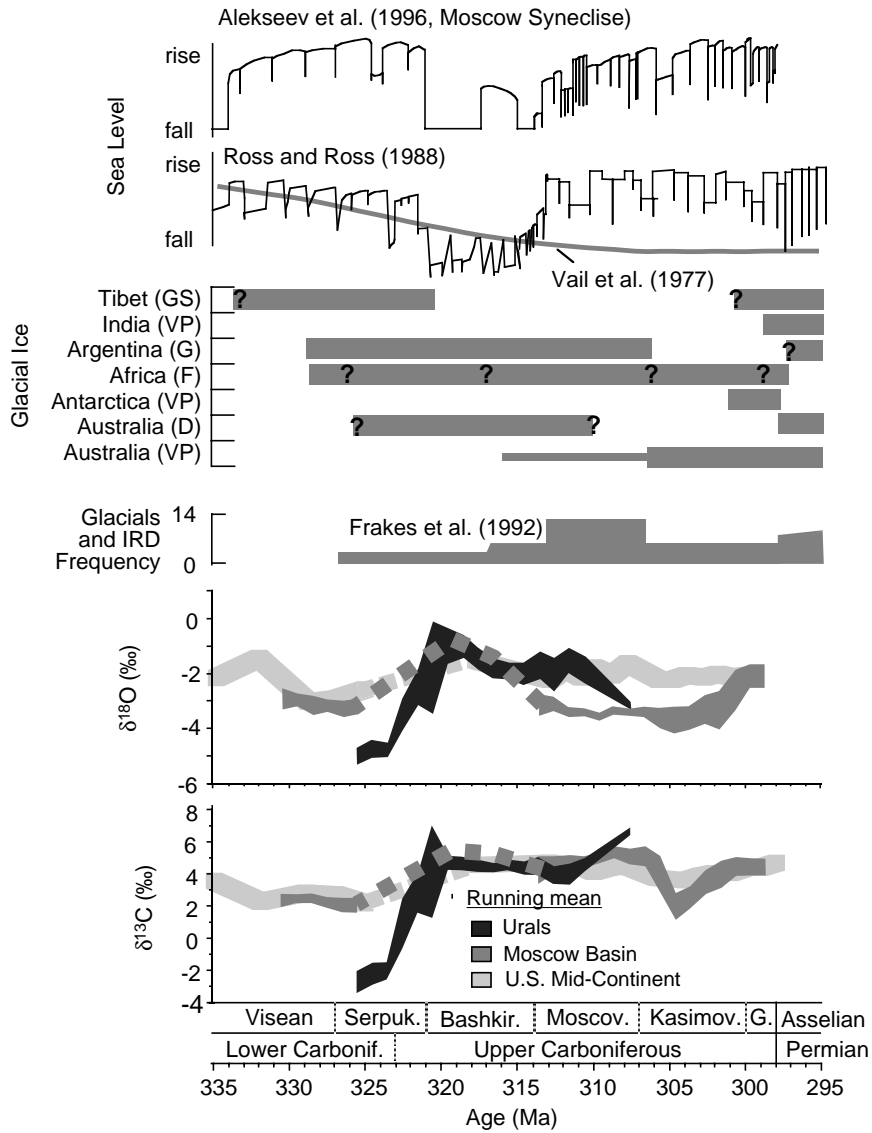 Alekseev et al. (1996, Moscow Syneclise)
rise
fall
Sea Level
Ross and Ross (1988)
rise
fall
Vail et al. (1977)
Glacial Ice
Tibet (GS)
? ?
India (VP)
Argentina (G)
?
Africa (F)
? ? ? ?
Antarctica (VP)
Australia (D)
? ?
Australia (VP)
Glacials
and IRD
Frequency
14
0
Frakes et al. (1992)
δ18O (‰)
0
-2
-4
-6
δ13C (‰)
8
6
4
2
0
-2
-4
Running mean
Urals
Moscow Basin
U.S. Mid-Continent
Visean Serpuk. Bashkir. Moscov. Kasimov. G. Asselian
Lower Carbonif. Upper Carboniferous Permian
335 330 325 320 315 310 305 300 295
Age (Ma)